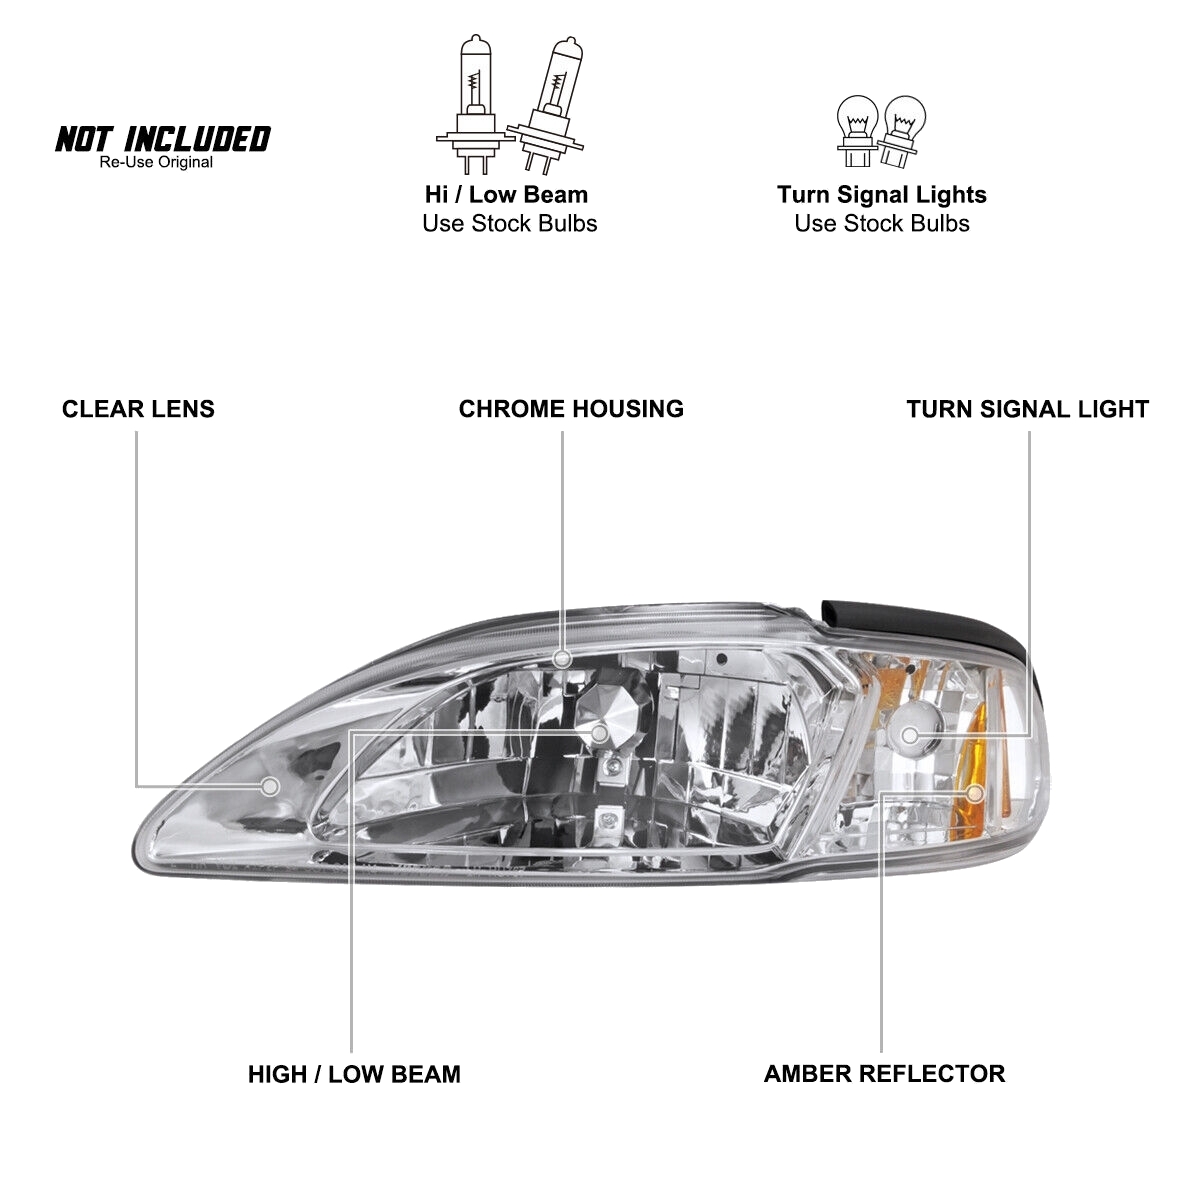 NOT INCLUDED
Re-Use Original
Hi / Low Beam
Use Stock Bulbs
Turn Signal Lights
Use Stock Bulbs
CLEAR LENS
CHROME HOUSING
TURN SIGNAL LIGHT
HIGH / LOW BEAM
AMBER REFLECTOR